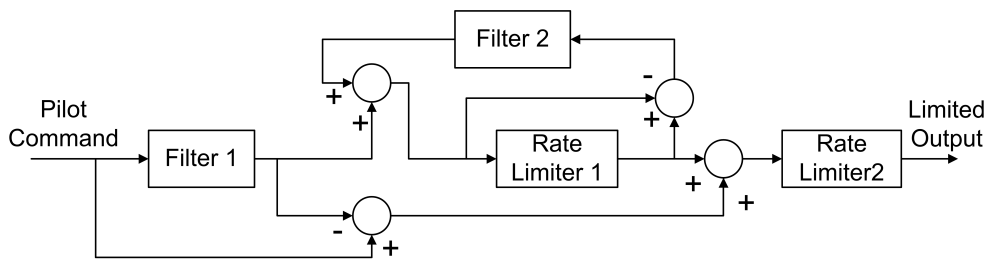 Filter 2
-
+
+
+
Pilot
Command
Limited
Output
Filter 1
Rate
Limiter 1
Rate
Limiter2
+
+
-
+